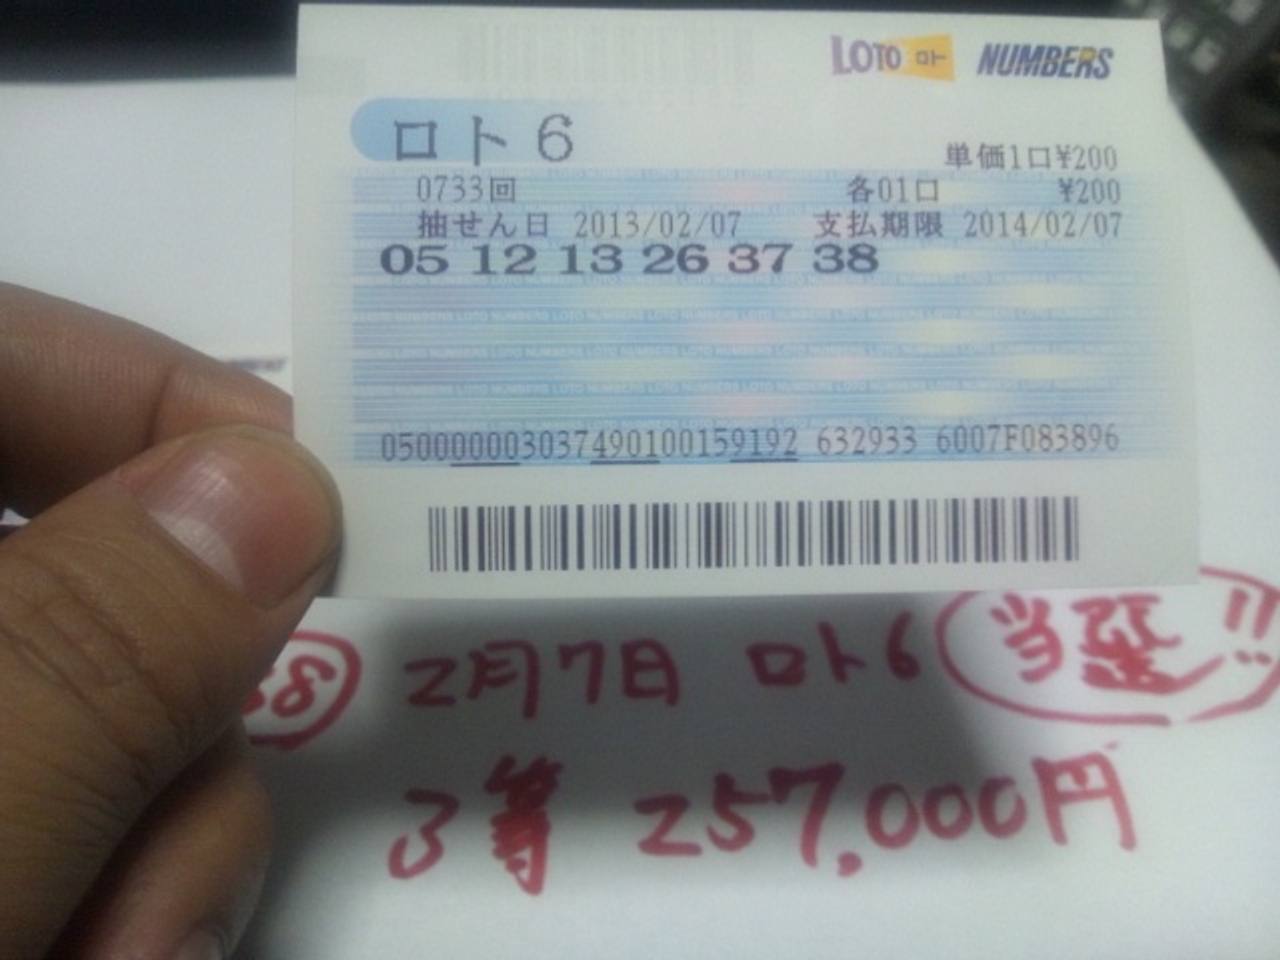 LOTO ロト NUMBERS
ロト6
単価1口¥200
0733回 各01口 ¥200
抽せん日 2013/02/07 支払期限 2014/02/07
05 12 13 26 37 38
050000003037490100159192 632933 6007F083896
38 2月7日 ロト6 当選!!
3等 257,000円